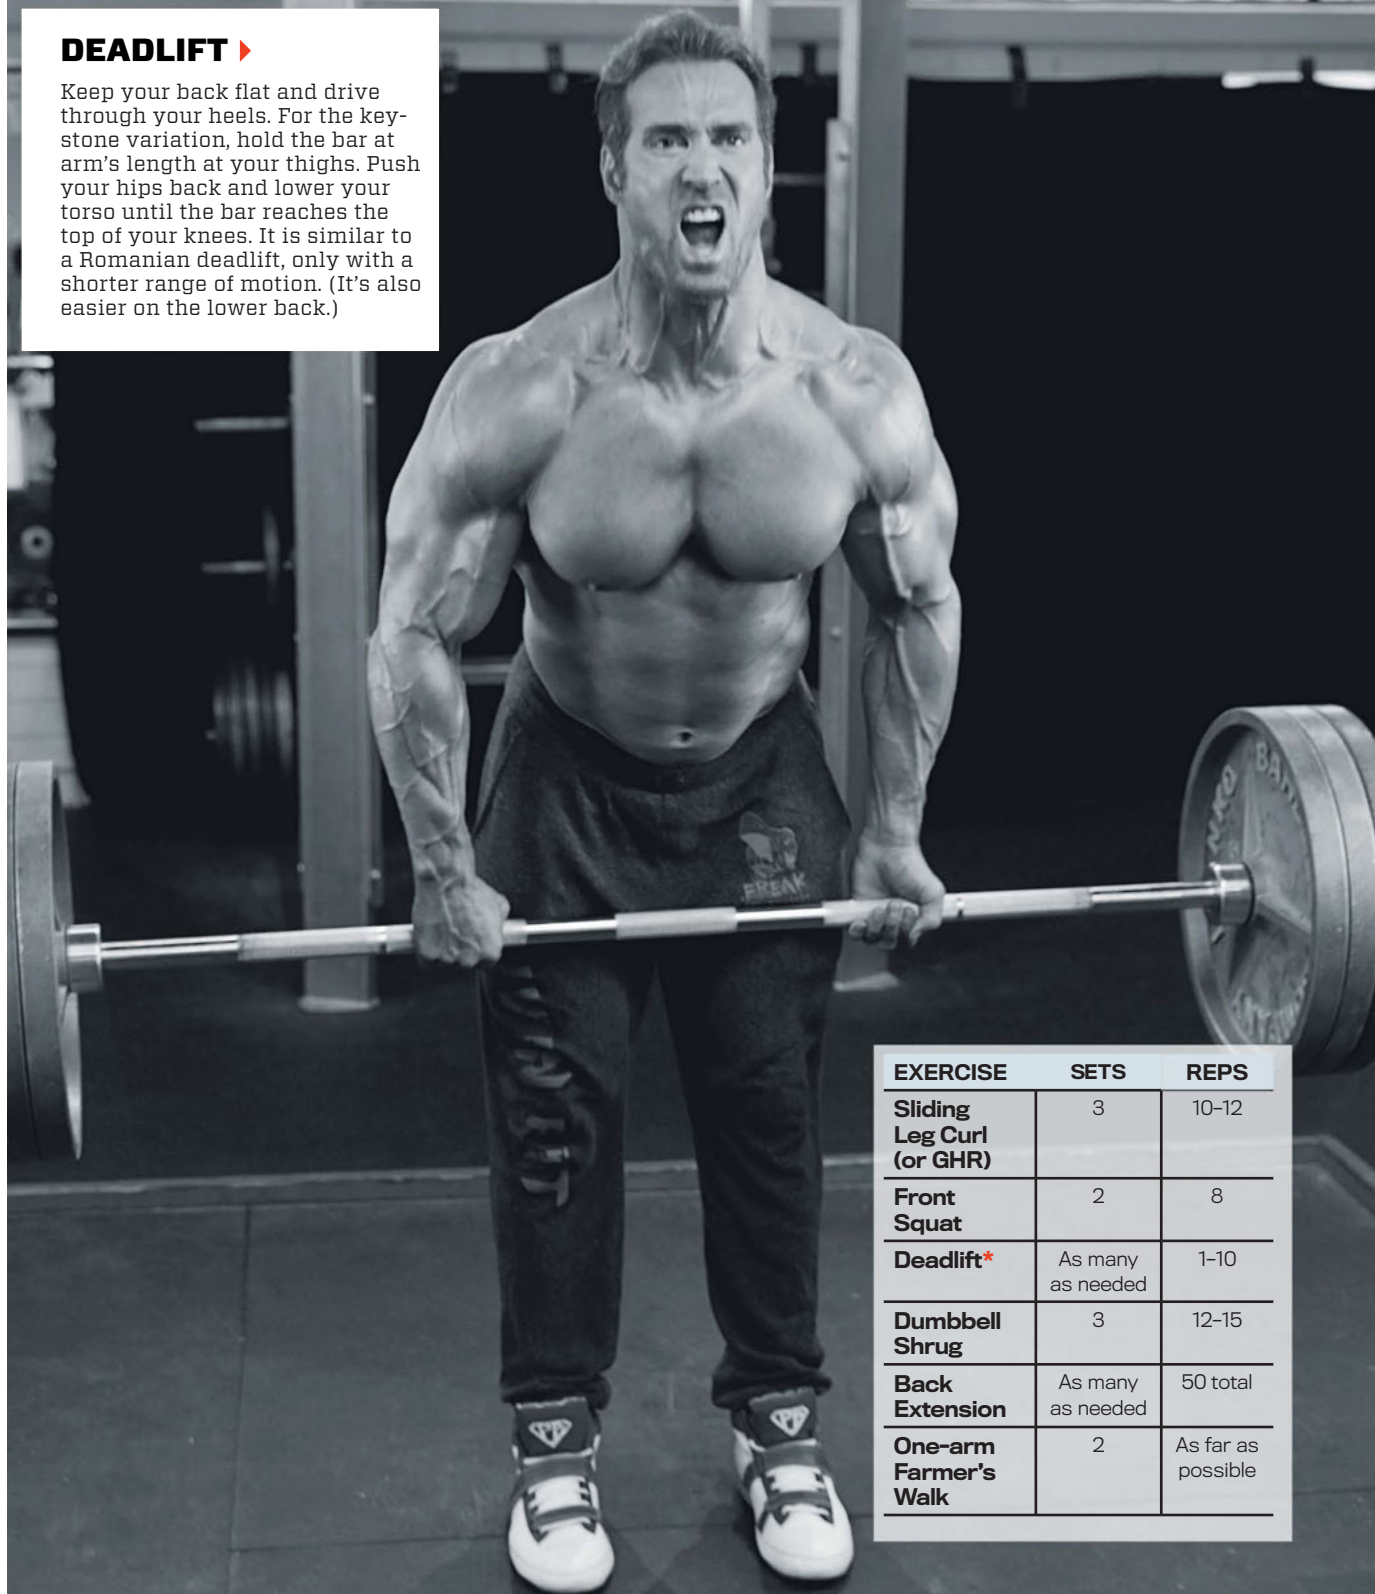 DEADLIFT
Keep your back flat and drive
through your heels. For the key-
stone variation, hold the bar at
arm's length at your thighs. Push
your hips back and lower your
torso until the bar reaches the
top of your knees. It is similar to
a Romanian deadlift, only with a
shorter range of motion. (It's also
easier on the lower back.)
FREAK
EXERCISE SETS REPS
Sliding 3 10–12
Leg Curl
(or GHR)
Front 2 8
Squat
Deadlift* As many 1–10
as needed
Dumbbell 3 12–15
Shrug
Back As many 50 total
Extension as needed
One-arm 2 As far as
Farmer's possible
Walk